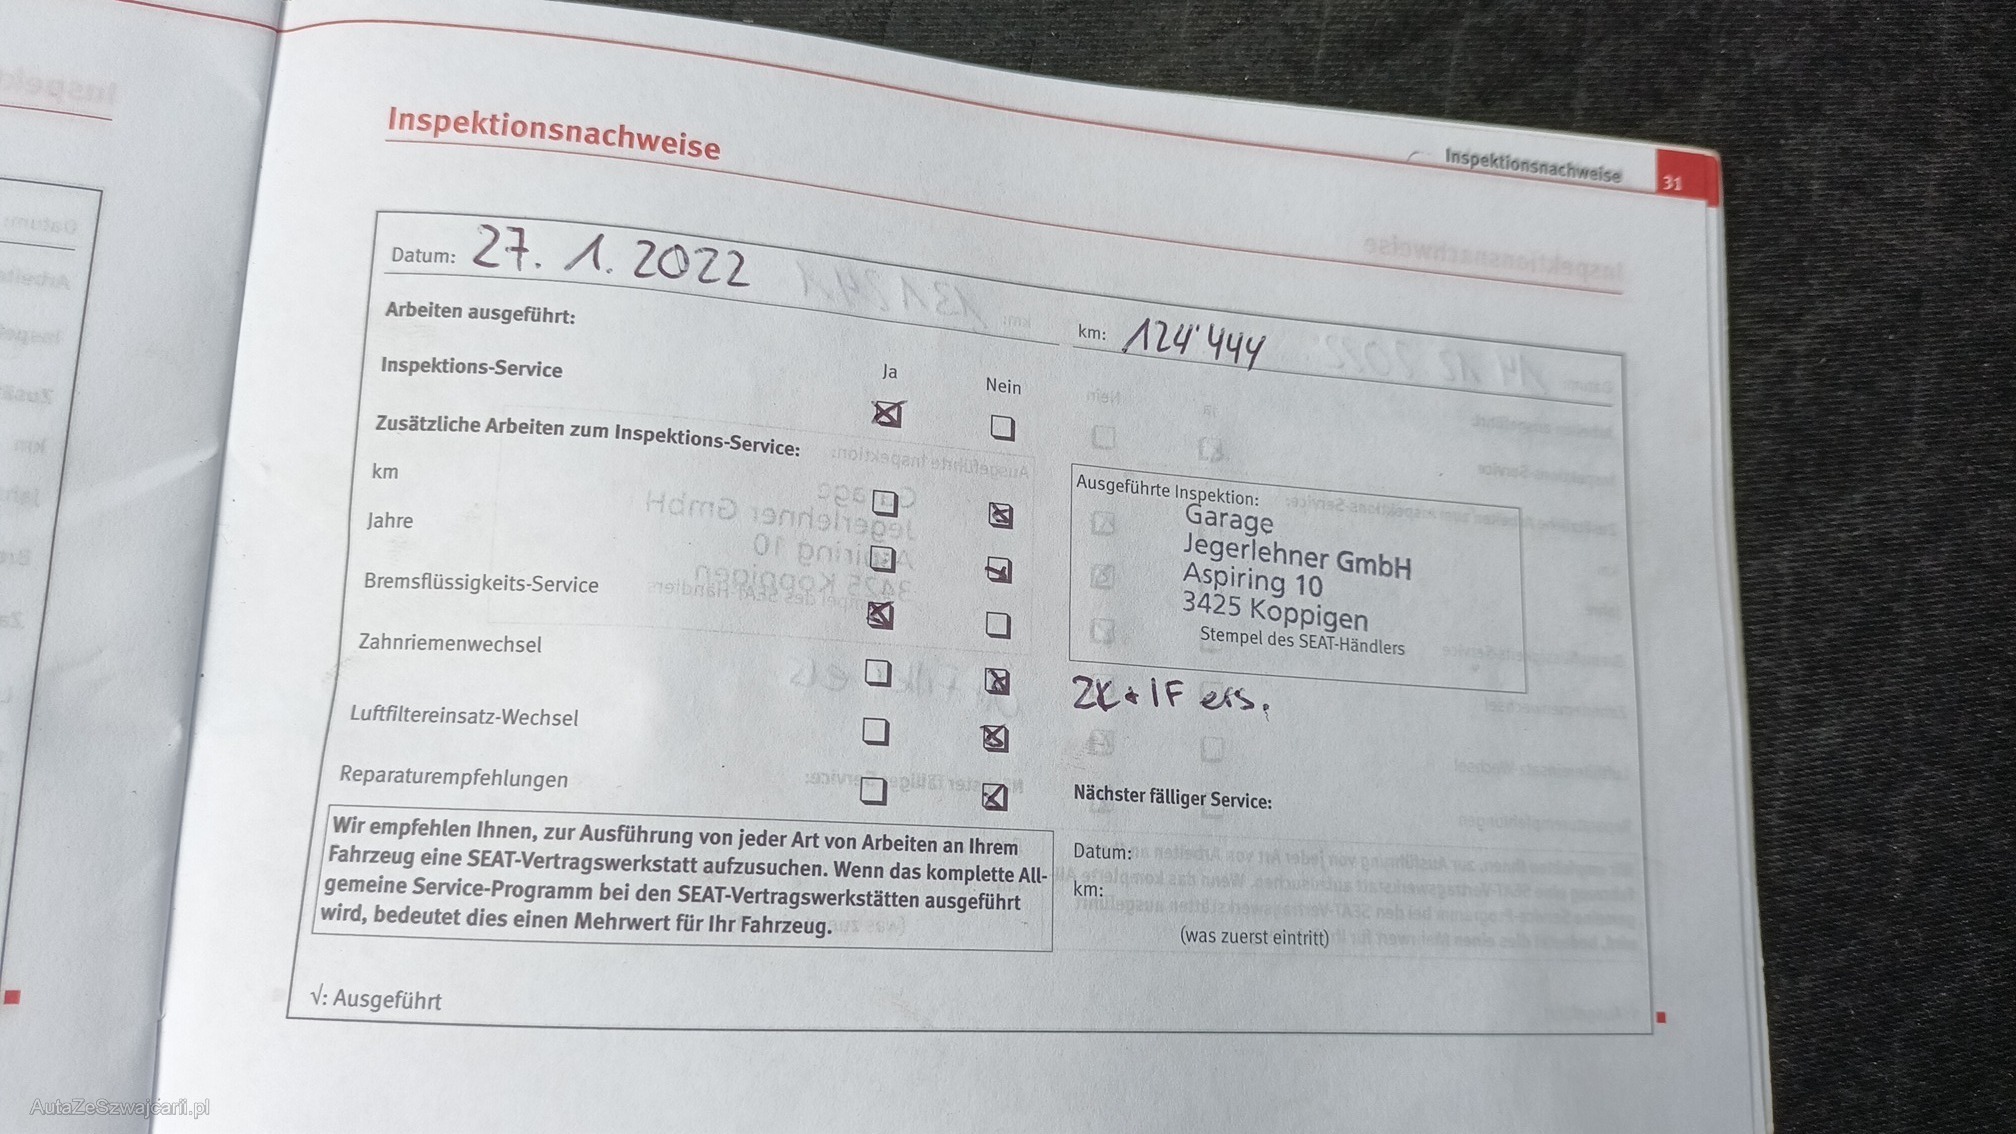 Inspektionsnachweise
Inspektionsnachweise 31
Datum: 27. 1. 2022
km: 124'444
Arbeiten ausgeführt:
Ja Nein
Inspektions-Service
Zusätzliche Arbeiten zum Inspektions-Service:
km
Jahre
Bremsflüssigkeits-Service
Zahnriemenwechsel
Luftfiltereinsatz-Wechsel
Reparaturempfehlungen
Ausgeführte Inspektion:
Garage
Jegerlehner GmbH
Aspiring 10
3425 Koppigen
Stempel des SEAT-Händlers
ZK + IF ers.
Nächster fälliger Service:
Datum:
km:
(was zuerst eintritt)
Wir empfehlen Ihnen, zur Ausführung von jeder Art von Arbeiten an Ihrem
Fahrzeug eine SEAT-Vertragswerkstatt aufzusuchen. Wenn das komplette All-
gemeine Service-Programm bei den SEAT-Vertragswerkstätten ausgeführt
wird, bedeutet dies einen Mehrwert für Ihr Fahrzeug.
√: Ausgeführt
AutaZeSzwajcarii.pl